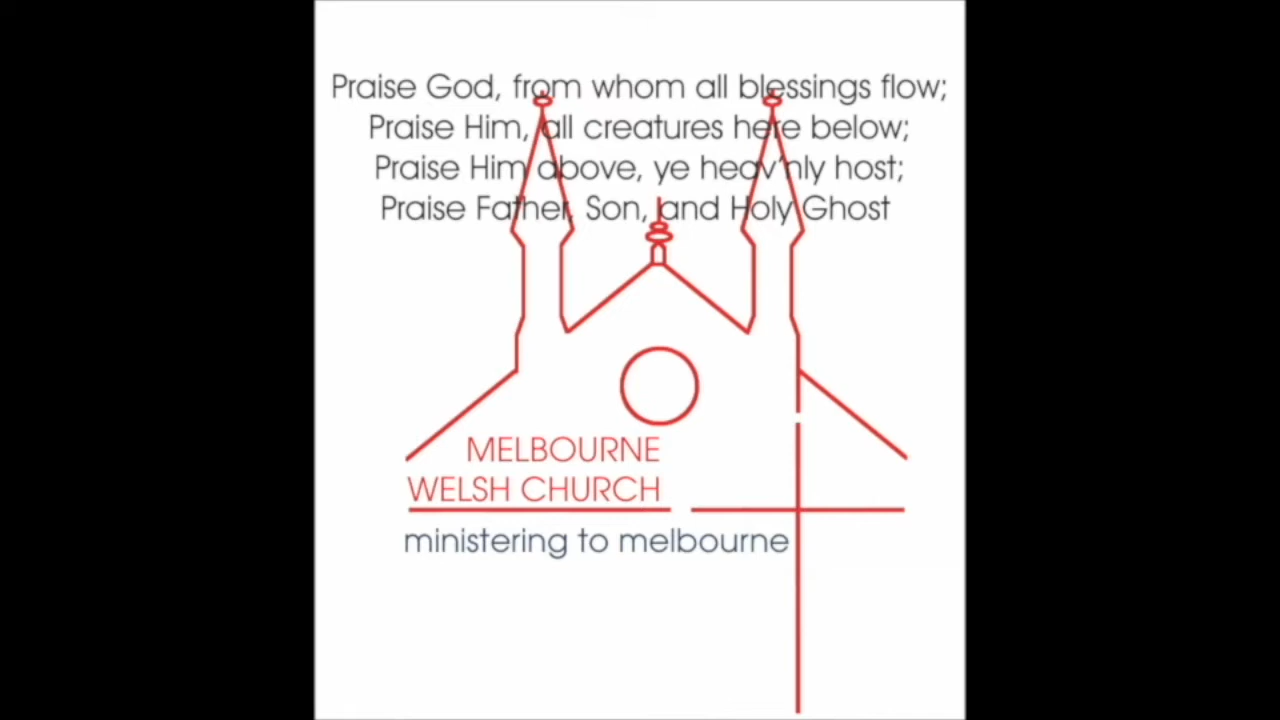 Praise God, from whom all blessings flow;
Praise Him, all creatures here below;
Praise Him above, ye heav'nly host;
Praise Father, Son, and Holy Ghost
MELBOURNE
WELSH CHURCH
ministering to melbourne